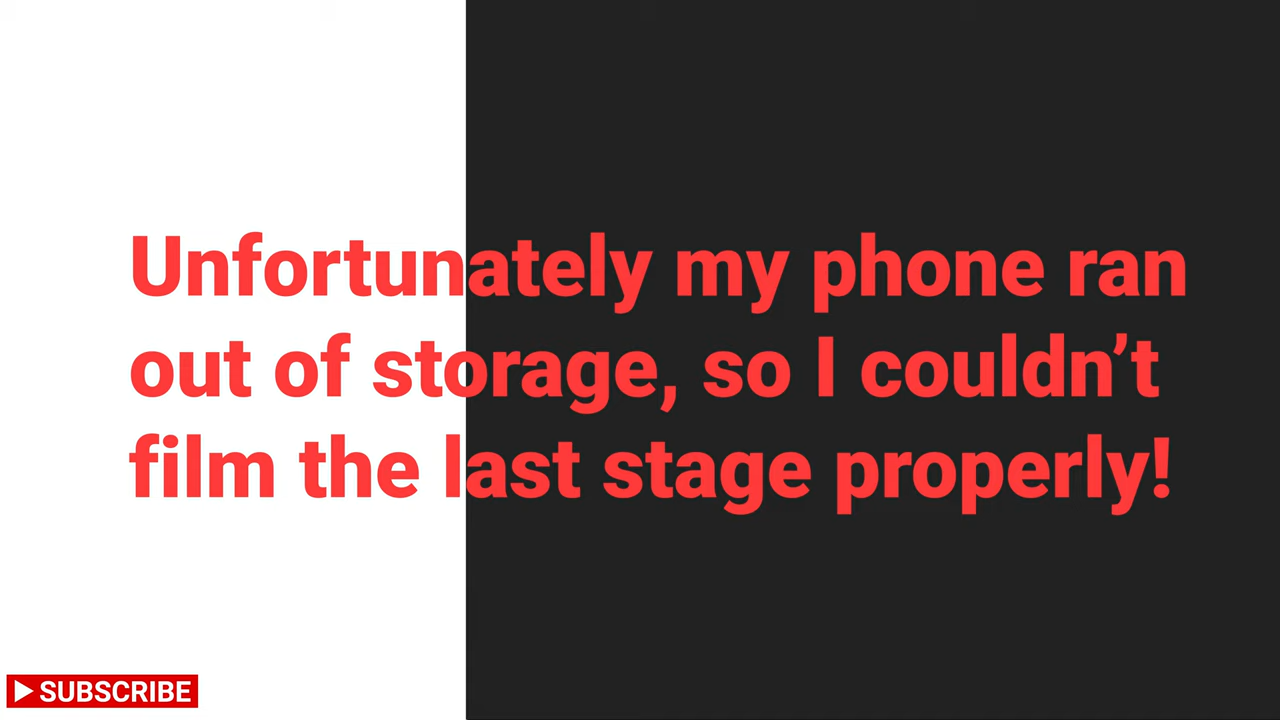 Unfortunately my phone ran
out of storage, so I couldn’t
film the last stage properly!
SUBSCRIBE